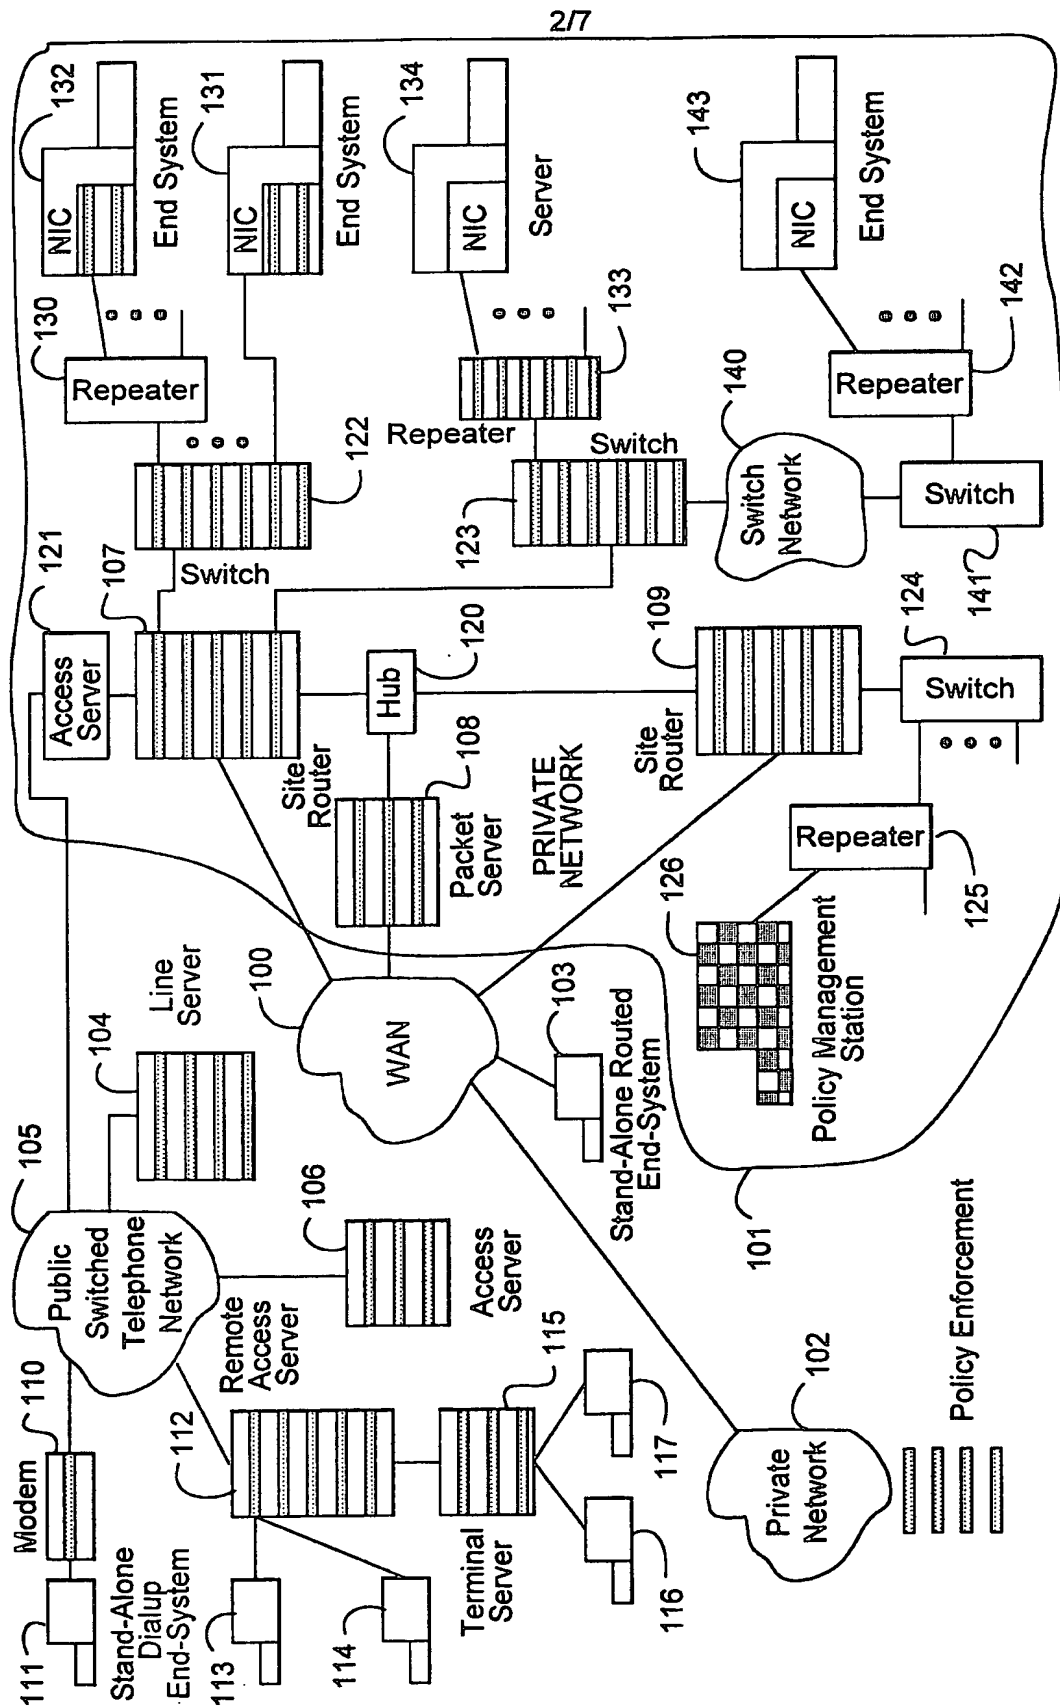 2/7
132
NIC
End System
131
NIC
End System
134
NIC
Server
143
NIC
End System
130
Repeater
122
Repeater
133
Switch
140
Switch
Network
Repeater
142
121
107
Access
Server
Switch
123
Switch
141
124
Switch
Site
Router
Hub
120
108
Packet
Server
PRIVATE
NETWORK
109
Site
Router
Repeater
125
126
Policy Management
Station
104
Line
Server
100
WAN
103
Stand-Alone Routed
End-System
101
105
Public
Switched
Telephone
Network
106
Access
Server
Remote
Access
Server
110
Modem
112
115
Terminal
Server
117
116
102
Private
Network
Policy Enforcement
111
Stand-Alone
Dialup
End-System
113
114